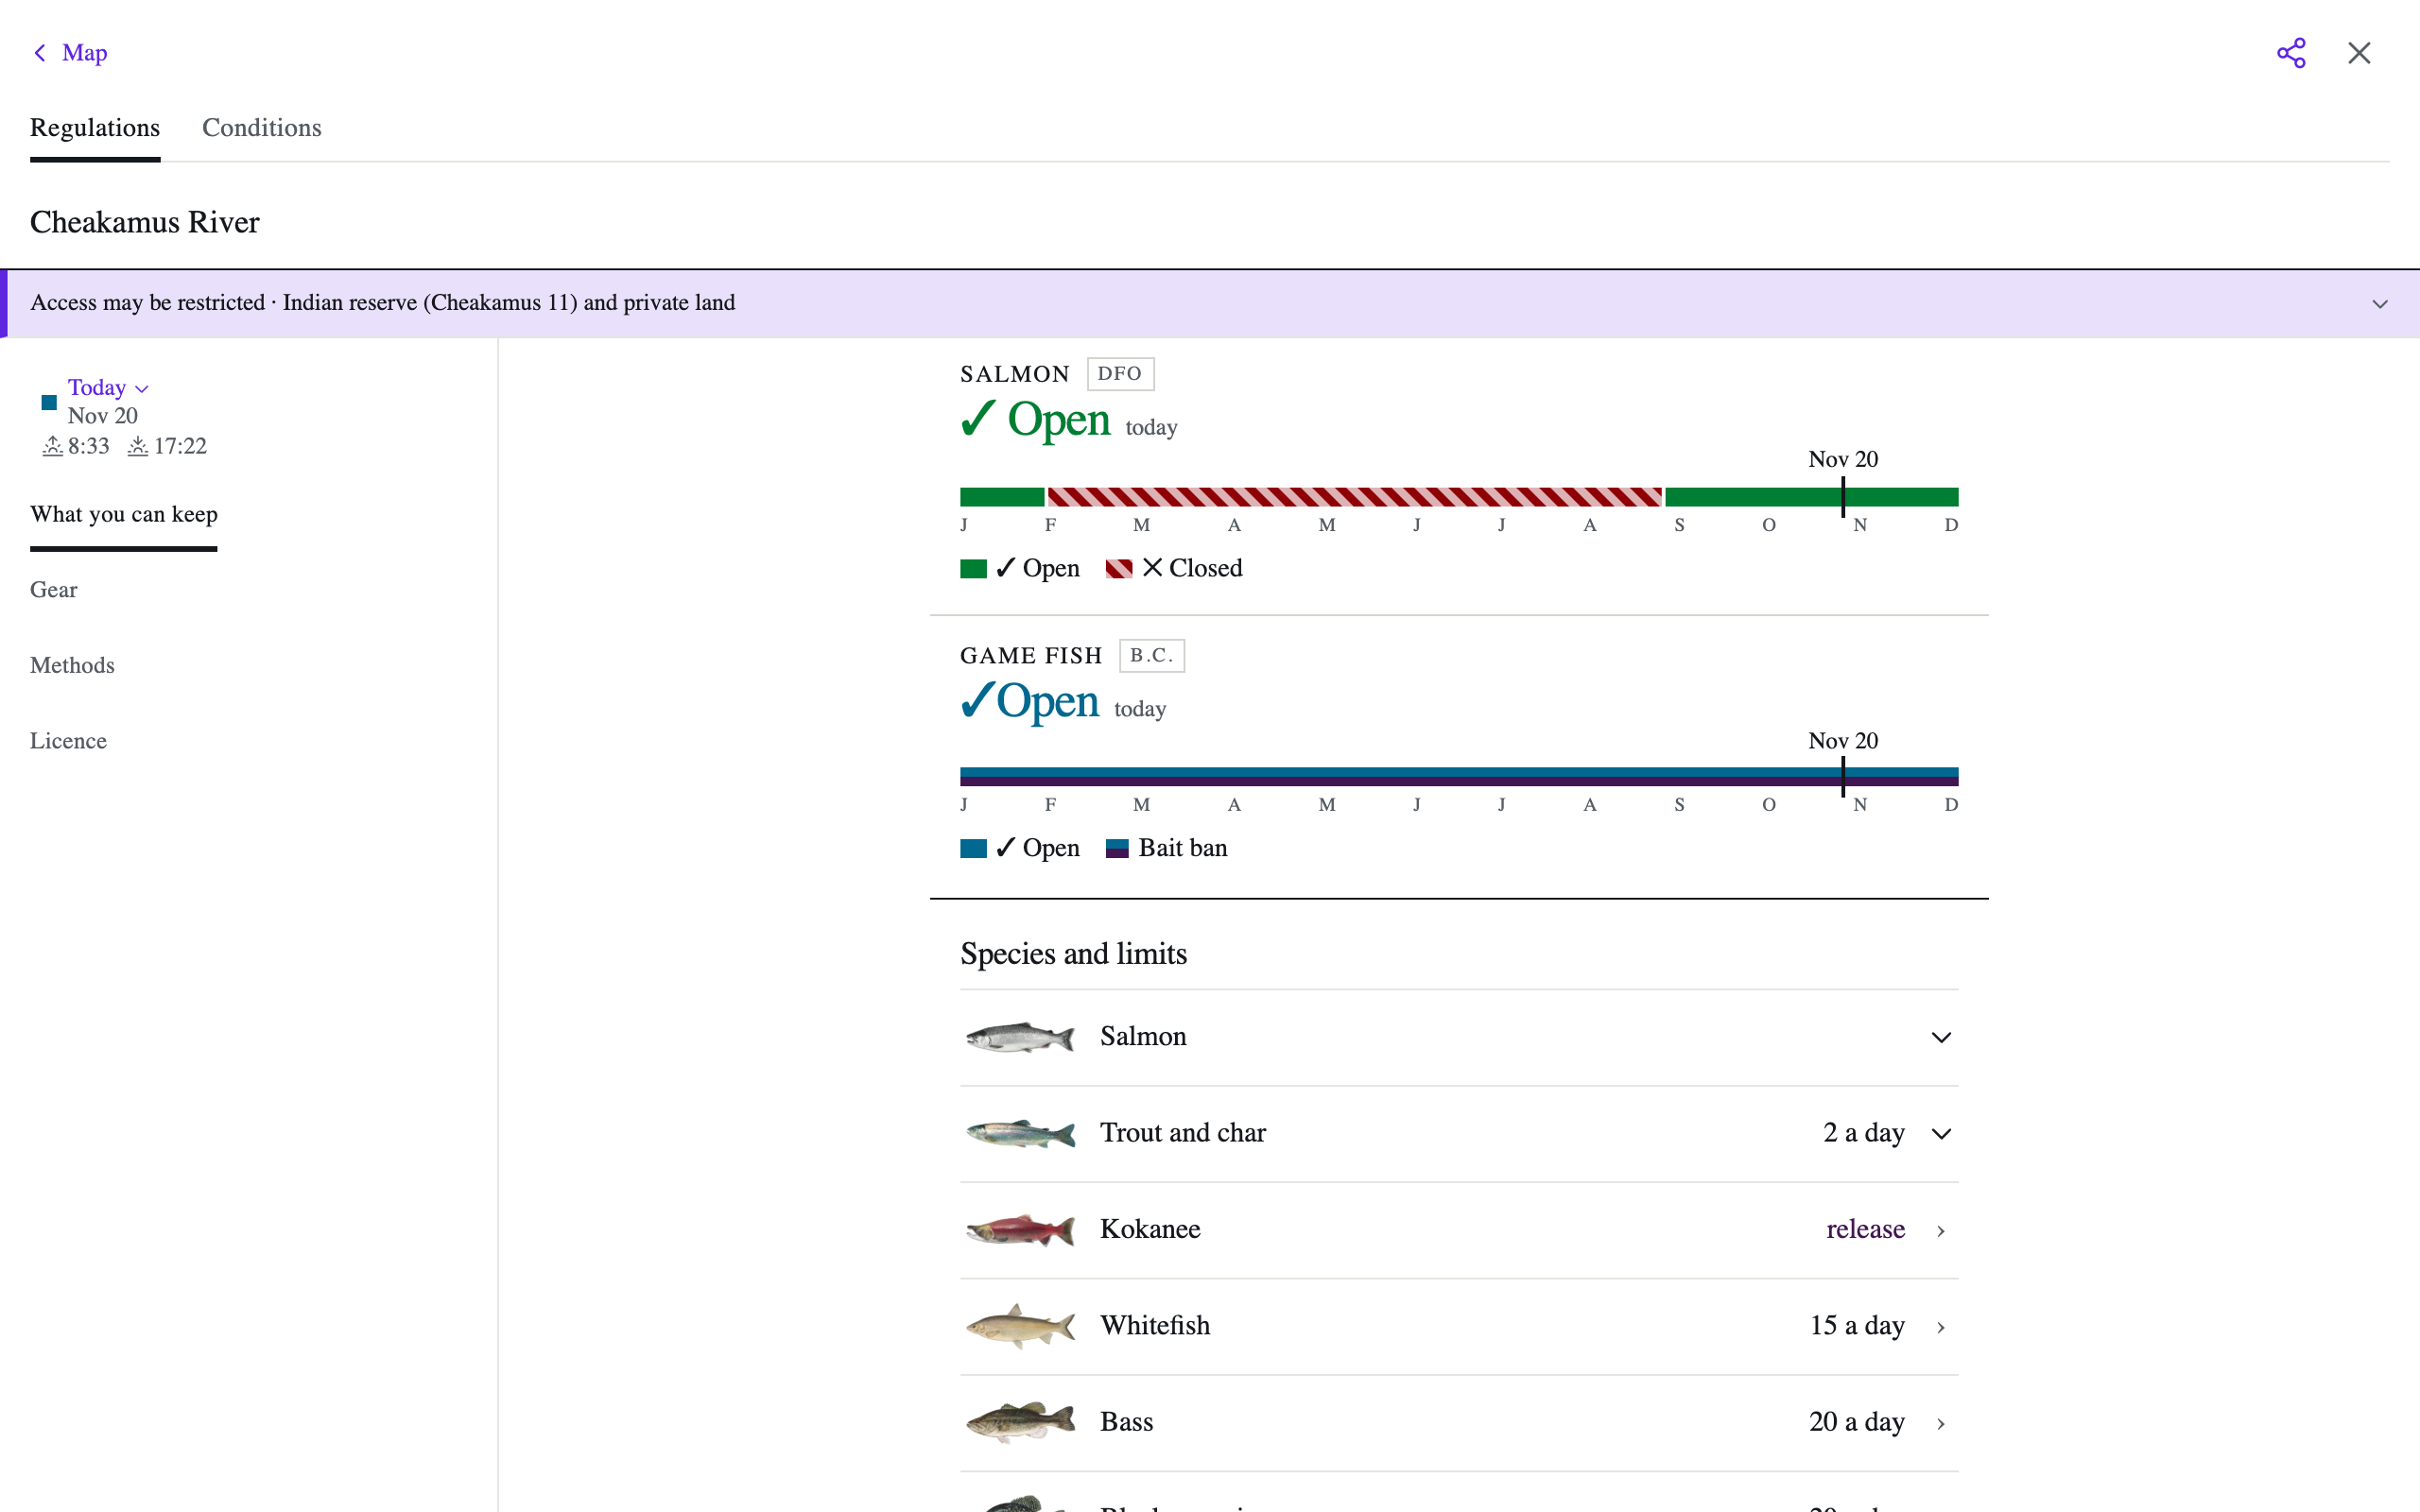 Map
Regulations Conditions
Cheakamus River
Access may be restricted · Indian reserve (Cheakamus 11) and private land
Today
Nov 20
8:33 17:22
What you can keep
Gear
Methods
Licence
SALMON DFO
✓ Open today
Nov 20
J F M A M J J A S O N D
✓ Open ✕ Closed
GAME FISH B.C.
✓Open today
Nov 20
J F M A M J J A S O N D
✓ Open Bait ban
Species and limits
Salmon
Trout and char 2 a day
Kokanee release
Whitefish 15 a day
Bass 20 a day